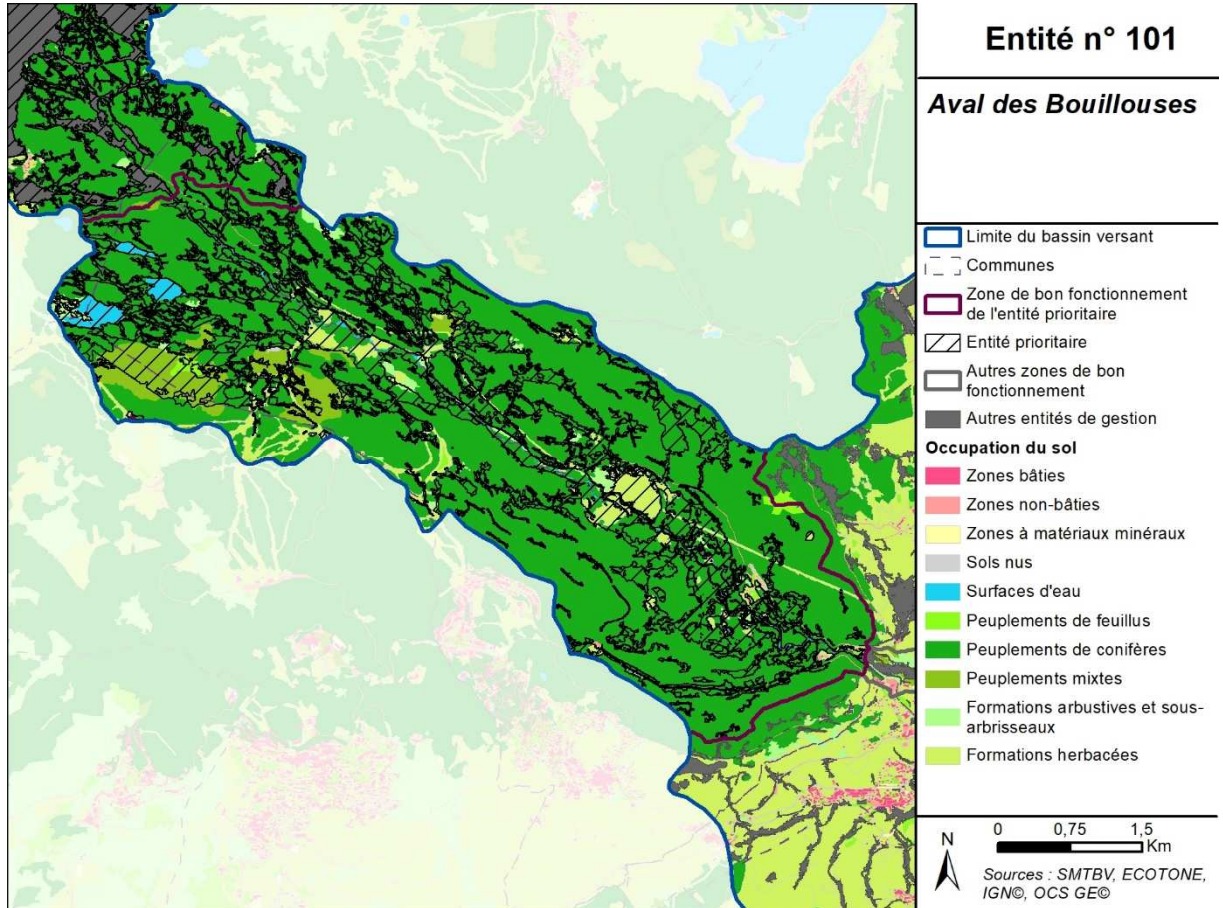 Entité n° 101
Aval des Bouillouses
Limite du bassin versant
Communes
Zone de bon fonctionnement
de l'entité prioritaire
Entité prioritaire
Autres zones de bon
fonctionnement
Autres entités de gestion
Occupation du sol
Zones bâties
Zones non-bâties
Zones à matériaux minéraux
Sols nus
Surfaces d'eau
Peuplements de feuillus
Peuplements de conifères
Peuplements mixtes
Formations arbustives et sous-
arbrisseaux
Formations herbacées
N
0 0,75 1,5
Km
Sources : SMTBV, ECOTONE,
IGN©, OCS GE©